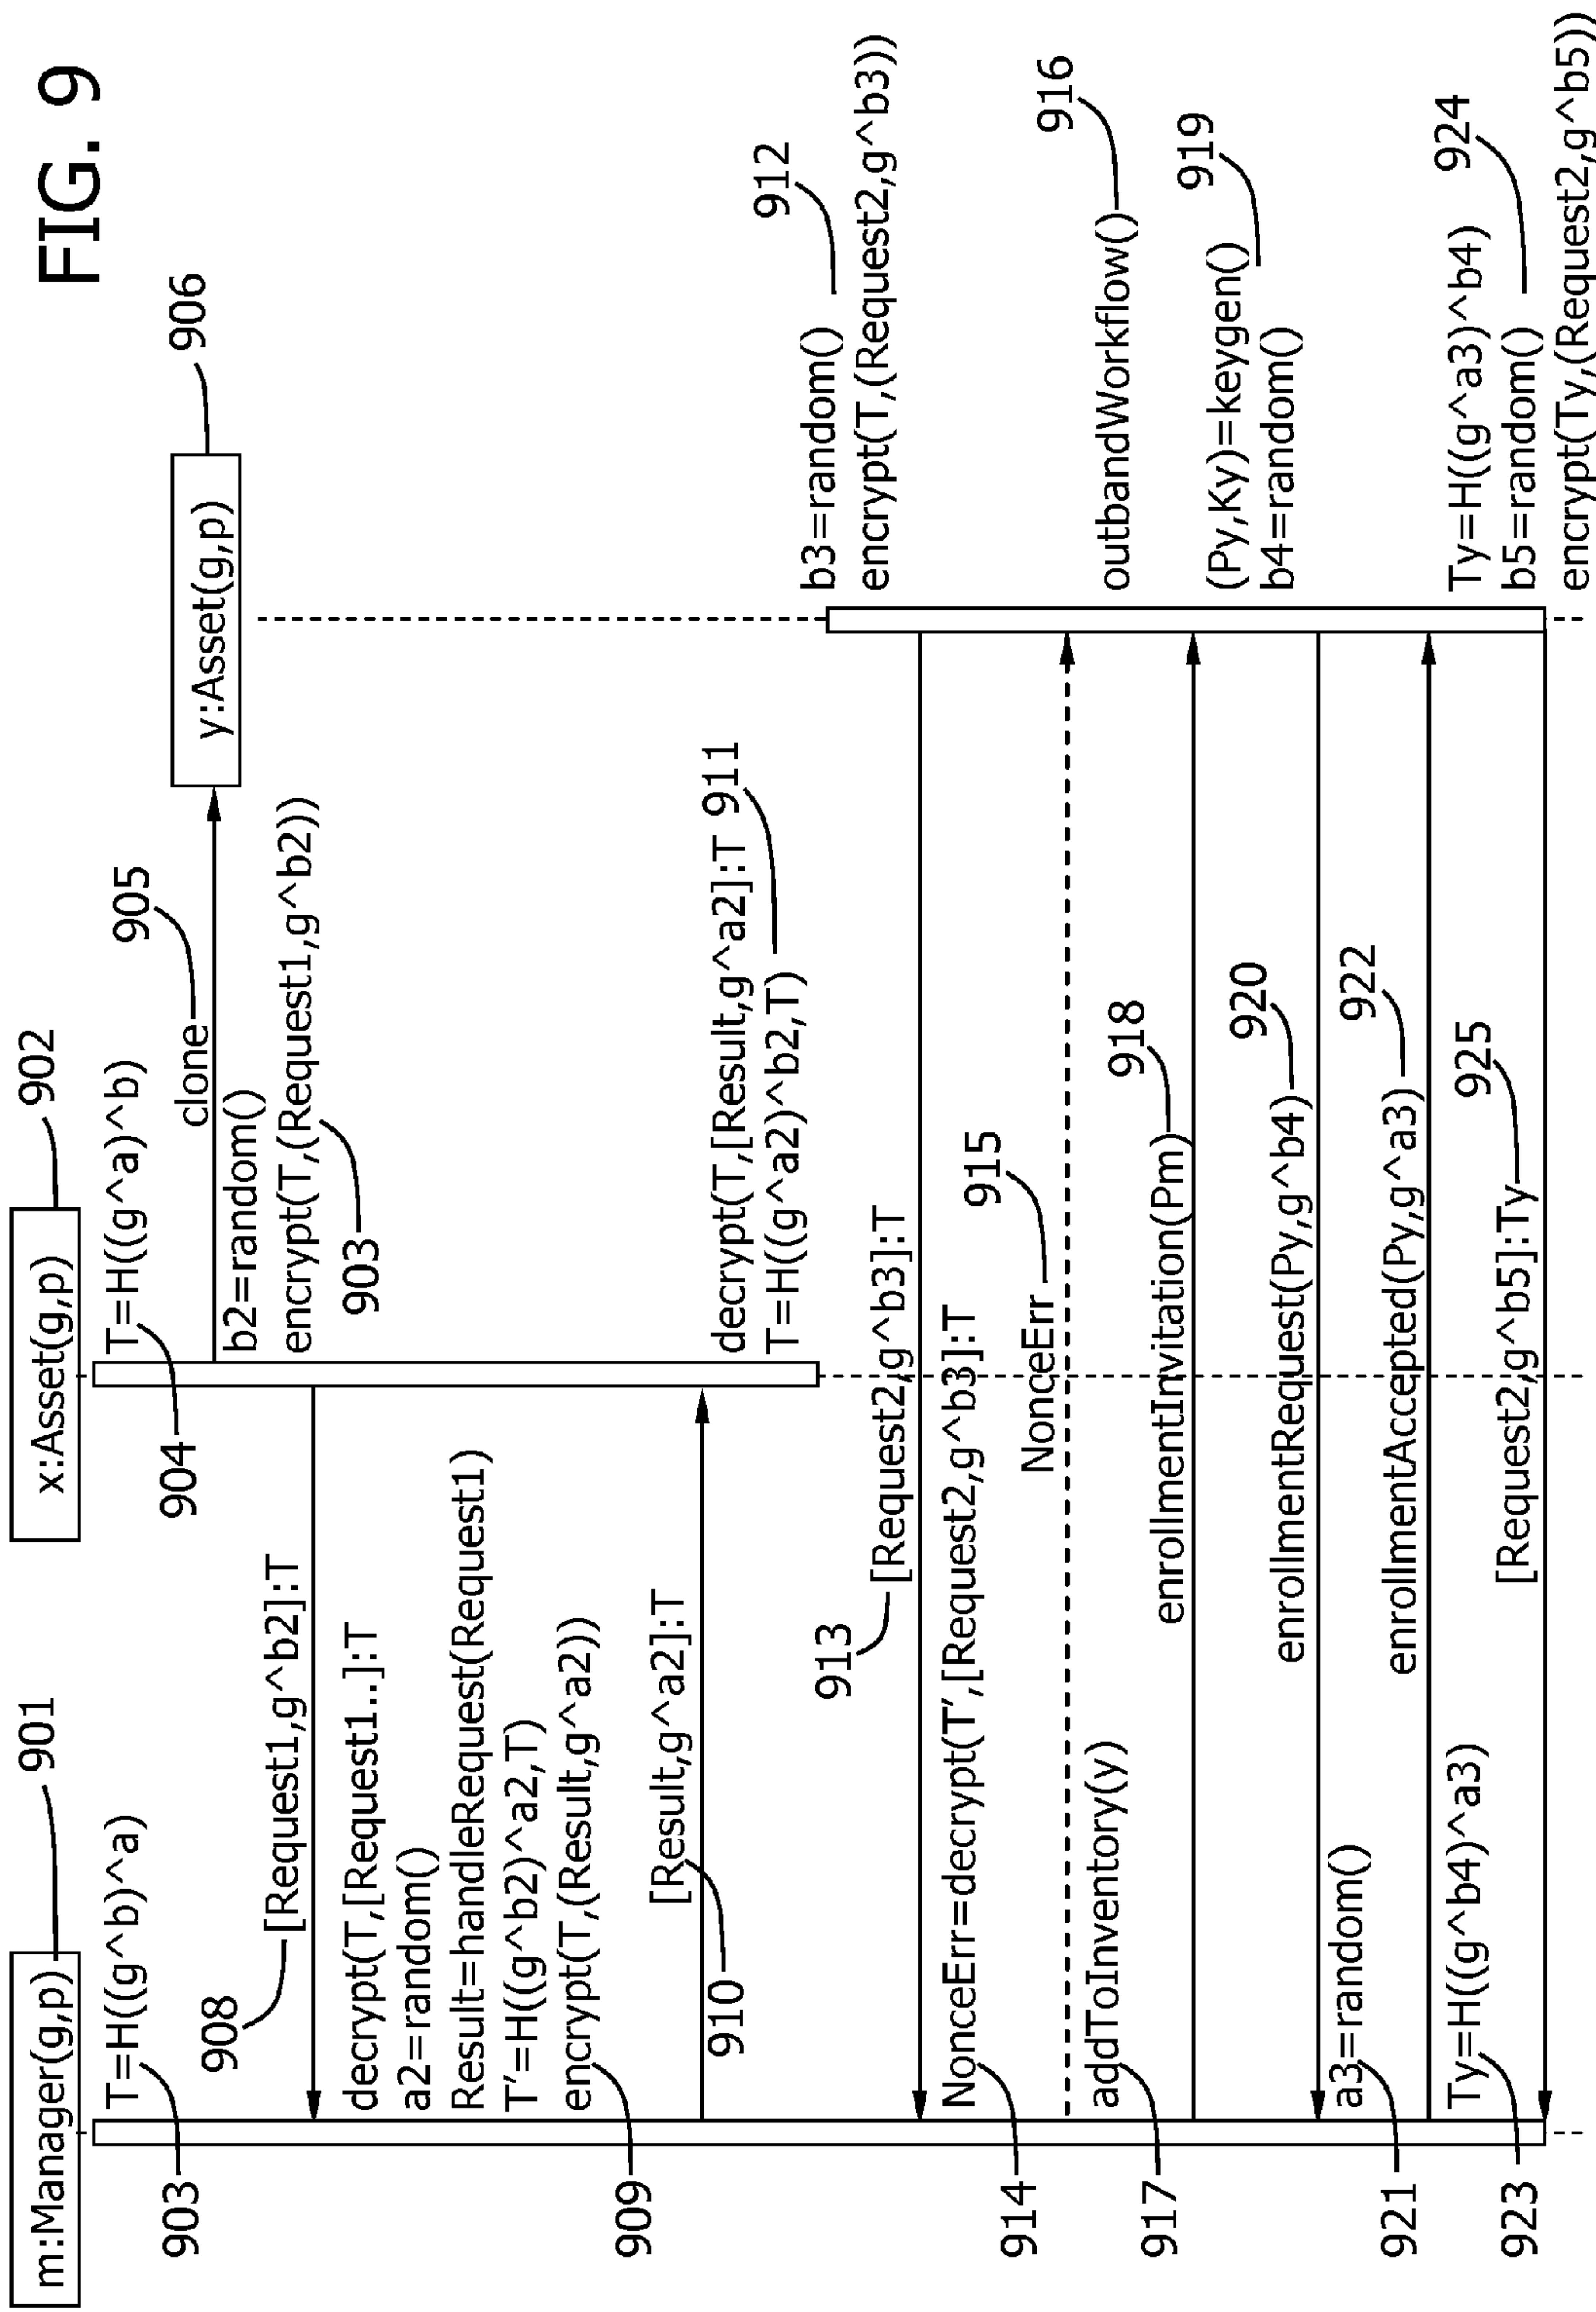 FIG. 9
m:Manager(g,p)
901
x:Asset(g,p)
902
T=H((g^b)^a)
903
T=H((g^a)^b)
904
clone
905
y:Asset(g,p)
906
b2=random()
encrypt(T,(Request1,g^b2))
903
908
[Request1,g^b2]:T
decrypt(T,[Request1..]:T
a2=random()
Result=handleRequest(Request1)
T'=H((g^b2)^a2,T)
encrypt(T,(Result,g^a2))
909
[Result,g^a2]:T
910
decrypt(T,[Result,g^a2]:T
T=H((g^a2)^b2,T)
911
b3=random()
912
encrypt(T,(Request2,g^b3))
913
[Request2,g^b3]:T
NonceErr=decrypt(T',[Request2,g^b3]:T
914
NonceErr
915
outbandWorkflow()
916
addToInventory(y)
917
enrollmentInvitation(Pm)
918
(Py,Ky)=keygen()
919
b4=random()
enrollmentRequest(Py,g^b4)
920
a3=random()
921
enrollmentAccepted(Py,g^a3)
922
Ty=H((g^b4)^a3)
923
Ty=H((g^a3)^b4)
b5=random()
924
encrypt(Ty,(Request2,g^b5))
[Request2,g^b5]:Ty
925